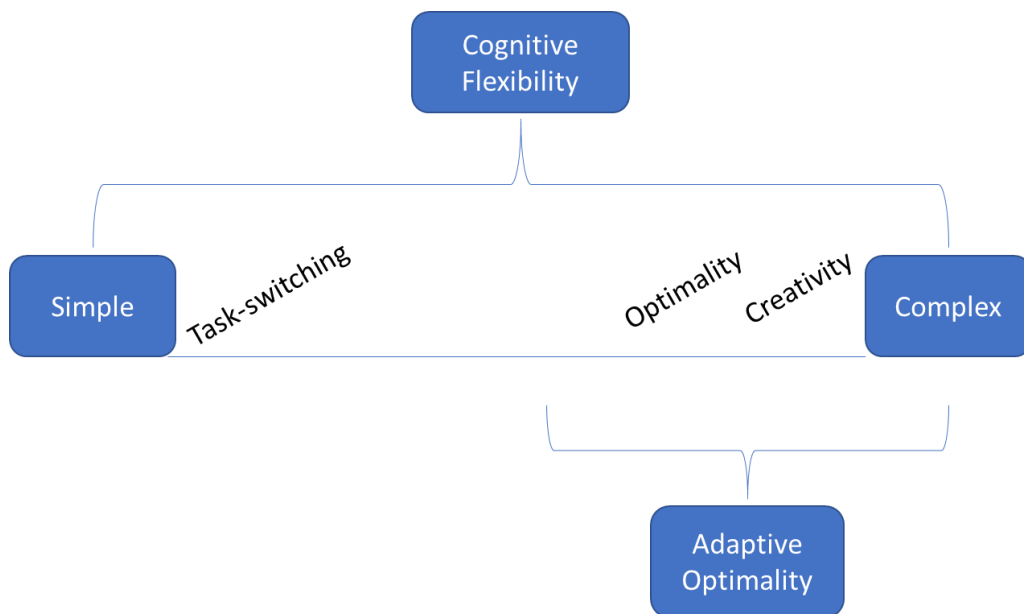 Cognitive
Flexibility
Simple
Task-switching
Optimality
Creativity
Complex
Adaptive
Optimality